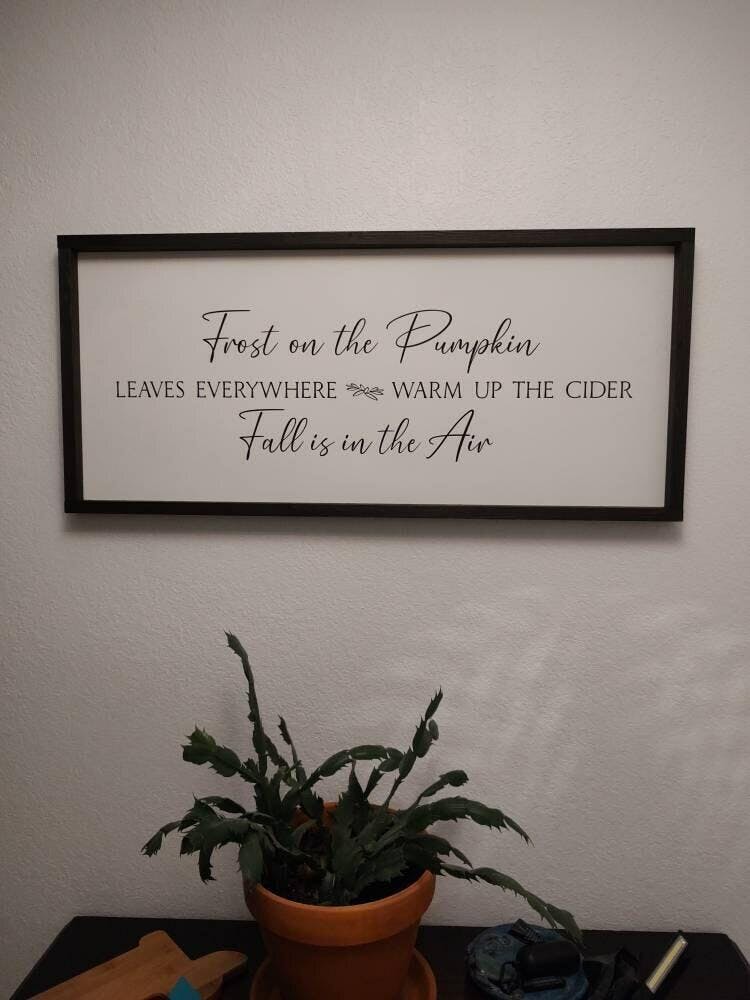 Frost on the Pumpkin
LEAVES EVERYWHERE WARM UP THE CIDER
Fall is in the Air